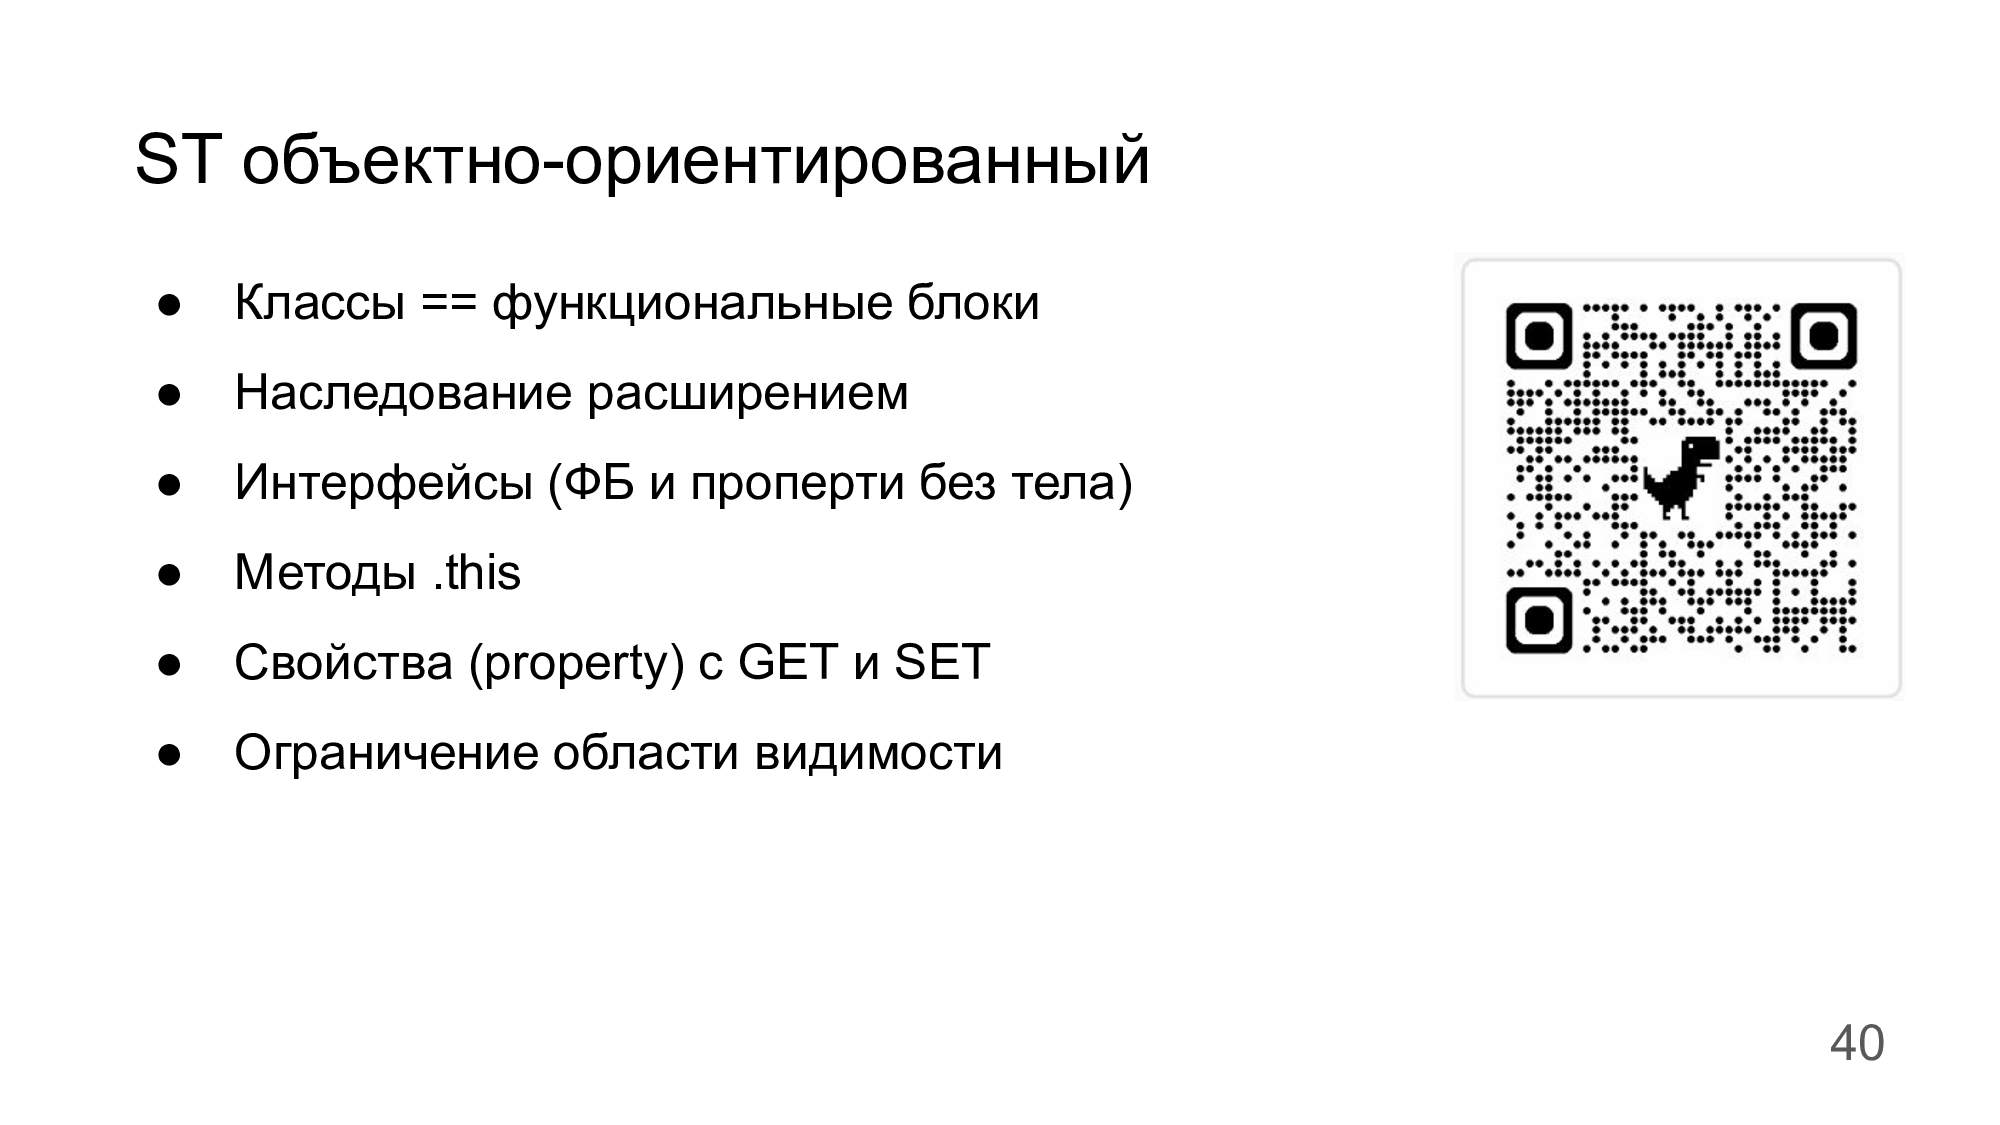 ST объектно-ориентированный
● Классы == функциональные блоки
● Наследование расширением
● Интерфейсы (ФБ и проперти без тела)
● Методы .this
● Свойства (property) с GET и SET
● Ограничение области видимости
40